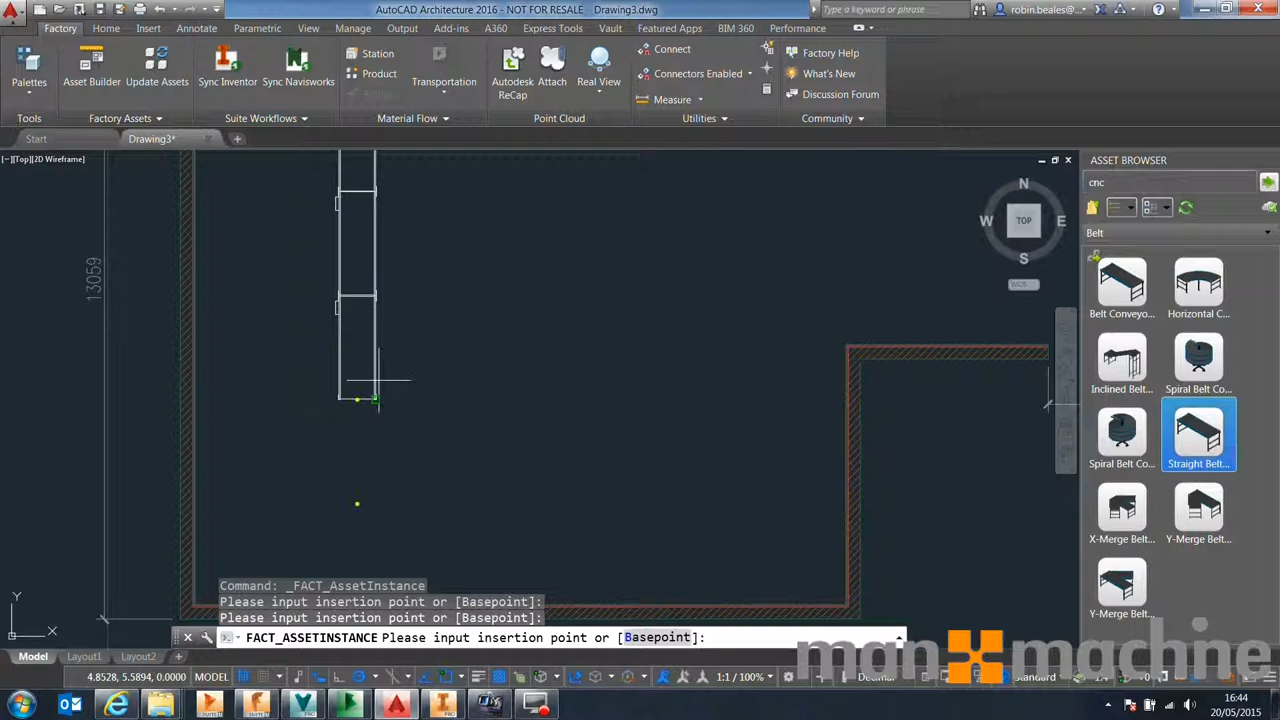 AutoCAD Architecture 2016 - NOT FOR RESALE Drawing3.dwg
Type a keyword or phrase
robin.beales@...
Factory Home Insert Annotate Parametric View Manage Output Add-ins A360 Express Tools Vault Featured Apps BIM 360 Performance
Palettes
Asset Builder
Update Assets
Sync Inventor
Sync Navisworks
Station
Product
Transportation
Autodesk
ReCap
Attach
Real View
Connect
Connectors Enabled
Measure
Factory Help
What's New
Discussion Forum
Tools Factory Assets Suite Workflows Material Flow Point Cloud Utilities Community
Start
Drawing3*
[−][Top][2D Wireframe]
13059
N
W
TOP
E
S
WCS
Y
X
ASSET BROWSER
cnc
Belt
Belt Conveyo...
Horizontal C...
Inclined Belt...
Spiral Belt Co...
Spiral Belt Co...
Straight Belt...
X-Merge Belt...
Y-Merge Belt...
Y-Merge Belt...
Command: _FACT_AssetInstance
Please input insertion point or [Basepoint]:
Please input insertion point or [Basepoint]:
FACT_ASSETINSTANCE Please input insertion point or [Basepoint]:
Model Layout1 Layout2
4.8528, 5.5894, 0.0000 MODEL
1:1 / 100%
Decimal
Standard
man machine
16:44
20/05/2015